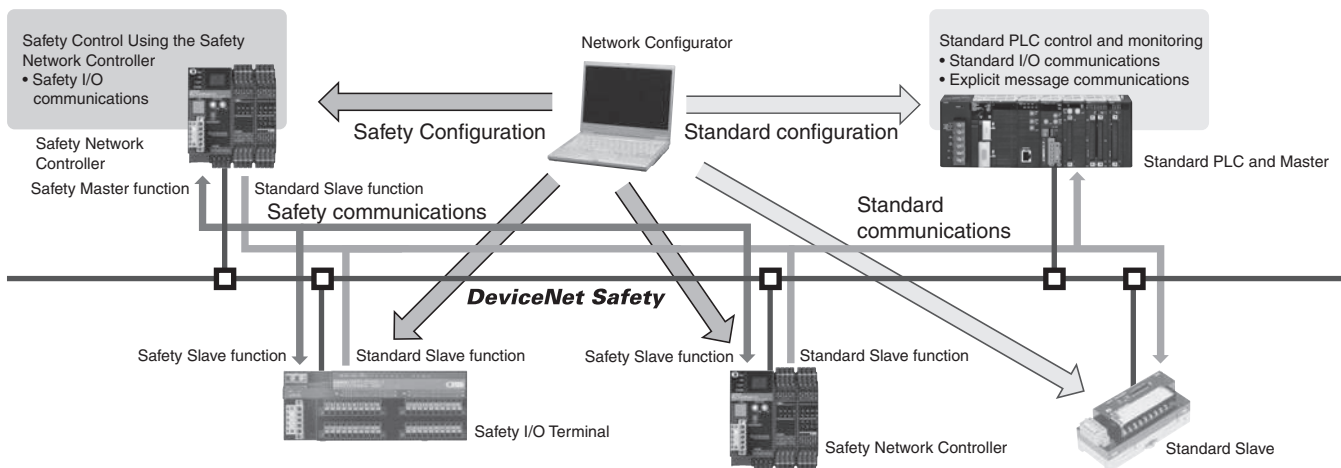 Safety Control Using the Safety
Network Controller
• Safety I/O
communications
Safety Network
Controller
Safety Master function
Network Configurator
Standard PLC control and monitoring
• Standard I/O communications
• Explicit message communications
Safety Configuration
Standard configuration
Standard PLC and Master
Standard Slave function
Safety communications
Standard
communications
DeviceNet Safety
Safety Slave function
Standard Slave function
Safety Slave function
Standard Slave function
Safety I/O Terminal
Safety Network Controller
Standard Slave